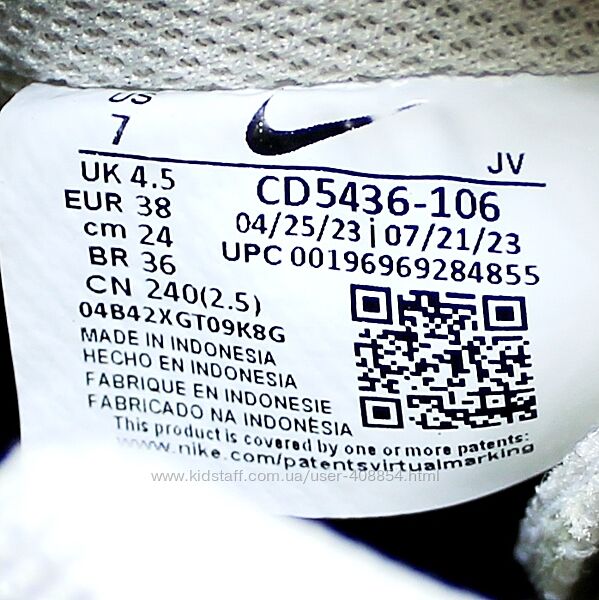 US
7
JV
UK 4.5
EUR 38
cm 24
BR 36
CN 240(2.5)
04B42XGT09K8G
CD5436-106
04/25/23 | 07/21/23
UPC 00196969284855
MADE IN INDONESIA
HECHO EN INDONESIA
FABRIQUE EN INDONESIE
FABRICADO NA INDONÉSIA
This product is covered by one or more patents:
www.nike.com/patentsvirtualmarking
www.kidstaff.com.ua/user-408854.html